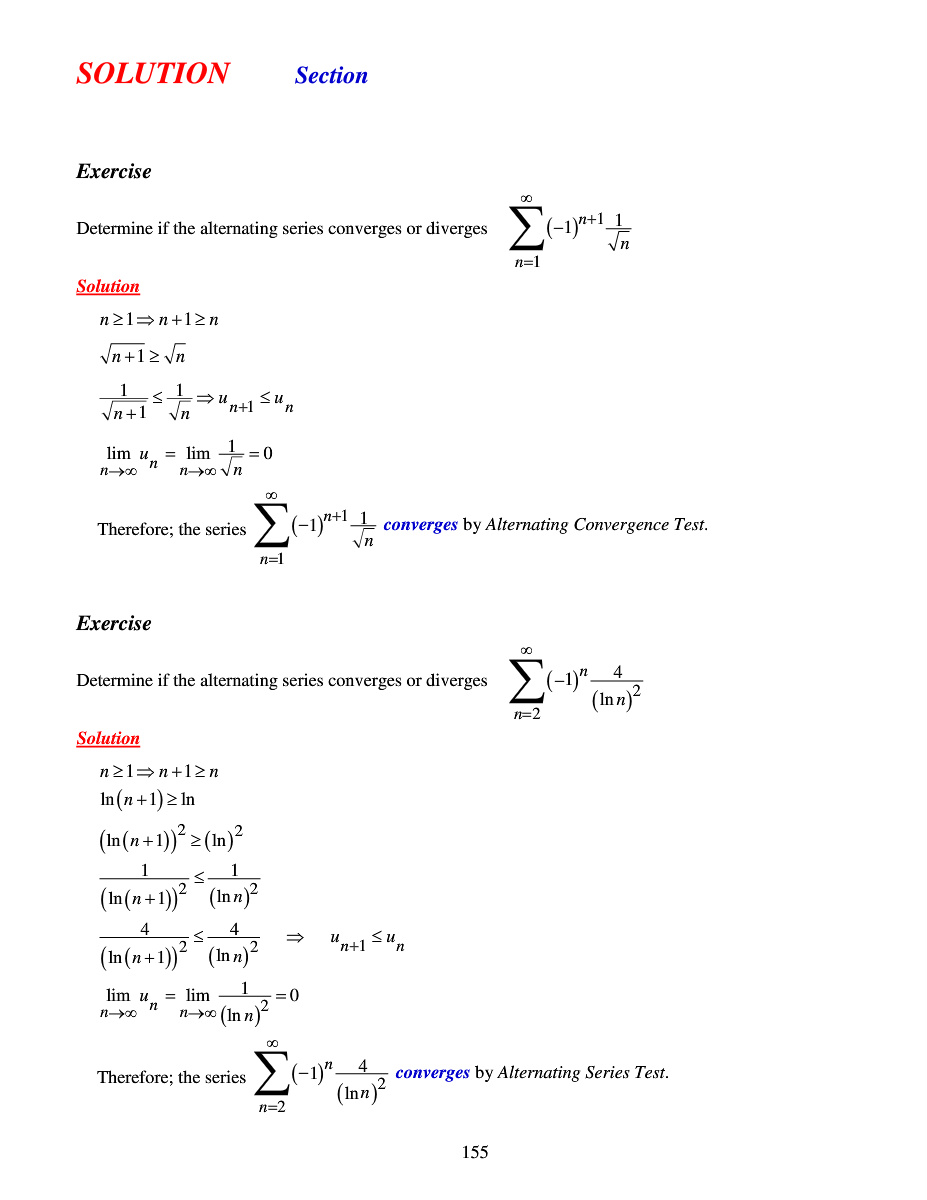 SOLUTION Section
Exercise
Determine if the alternating series converges or diverges $\sum_{n=1}^{\infty} (-1)^{n+1} \frac{1}{\sqrt{n}}$
Solution
$n \geq 1 \Rightarrow n+1 \geq n$
$\sqrt{n+1} \geq \sqrt{n}$
$\frac{1}{\sqrt{n+1}} \leq \frac{1}{\sqrt{n}} \Rightarrow u_{n+1} \leq u_n$
$\lim_{n \to \infty} u_n = \lim_{n \to \infty} \frac{1}{\sqrt{n}} = 0$
Therefore; the series $\sum_{n=1}^{\infty} (-1)^{n+1} \frac{1}{\sqrt{n}}$ converges by Alternating Convergence Test.
Exercise
Determine if the alternating series converges or diverges $\sum_{n=2}^{\infty} (-1)^n \frac{4}{(\ln n)^2}$
Solution
$n \geq 1 \Rightarrow n+1 \geq n$
$\ln(n+1) \geq \ln$
$(\ln(n+1))^2 \geq (\ln)^2$
$\frac{1}{(\ln(n+1))^2} \leq \frac{1}{(\ln n)^2}$
$\frac{4}{(\ln(n+1))^2} \leq \frac{4}{(\ln n)^2} \quad \Rightarrow \quad u_{n+1} \leq u_n$
$\lim_{n \to \infty} u_n = \lim_{n \to \infty} \frac{1}{(\ln n)^2} = 0$
Therefore; the series $\sum_{n=2}^{\infty} (-1)^n \frac{4}{(\ln n)^2}$ converges by Alternating Series Test.
155